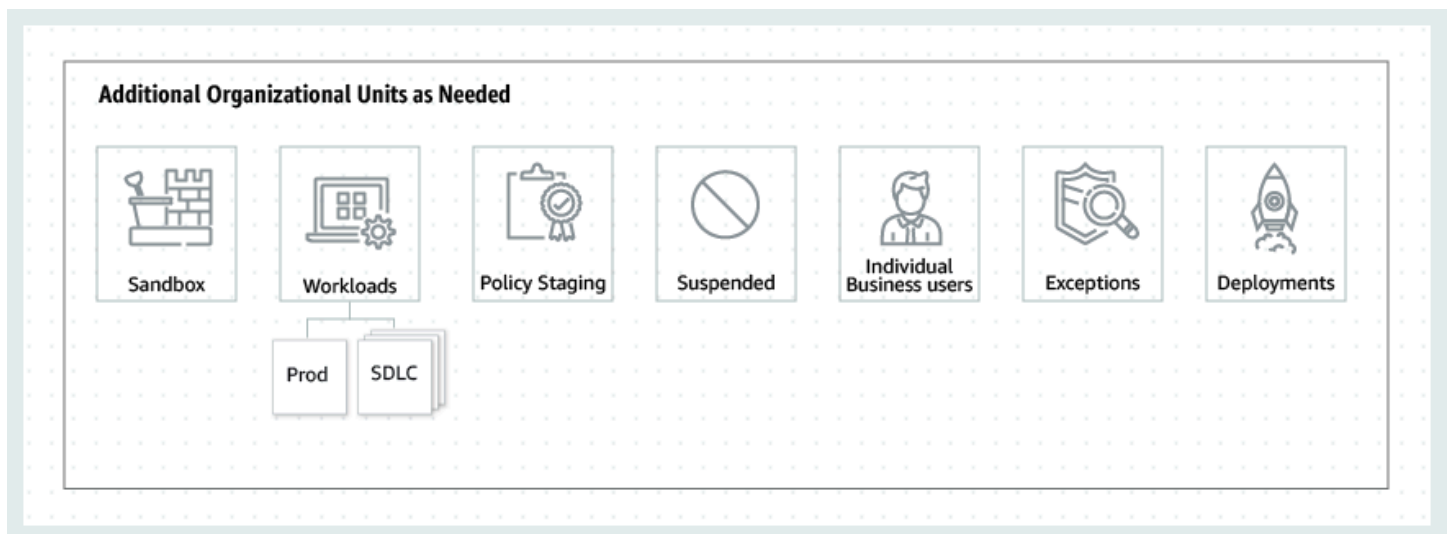 Additional Organizational Units as Needed
Sandbox
Workloads
Policy Staging
Suspended
Individual
Business users
Exceptions
Deployments
Prod
SDLC